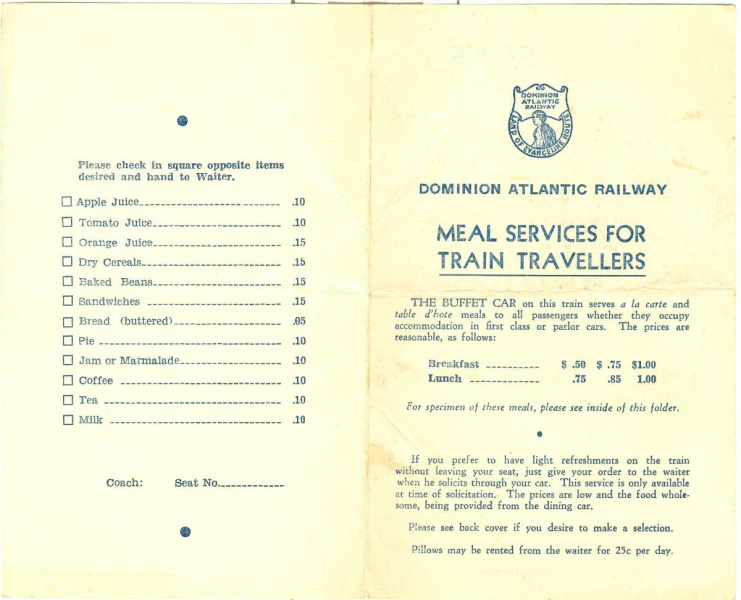 Please check in square opposite items
desired and hand to Waiter.
☐ Apple Juice .10
☐ Tomato Juice .10
☐ Orange Juice .15
☐ Dry Cereals .15
☐ Baked Beans .15
☐ Sandwiches .15
☐ Bread (buttered) .05
☐ Pie .10
☐ Jam or Marmalade .10
☐ Coffee .10
☐ Tea .10
☐ Milk .10
Coach: Seat No.
DOMINION
ATLANTIC
RAILWAY
LAND OF EVANGELINE ROUTE
DOMINION ATLANTIC RAILWAY
MEAL SERVICES FOR
TRAIN TRAVELLERS
THE BUFFET CAR on this train serves a la carte and
table d'hote meals to all passengers whether they occupy
accommodation in first class or parlor cars. The prices are
reasonable, as follows:
Breakfast $ .50 $ .75 $1.00
Lunch .75 .85 1.00
For specimen of these meals, please see inside of this folder.
If you prefer to have light refreshments on the train
without leaving your seat, just give your order to the waiter
when he solicits through your car. This service is only available
at time of solicitation. The prices are low and the food whole-
some, being provided from the dining car.
Please see back cover if you desire to make a selection.
Pillows may be rented from the waiter for 25c per day.